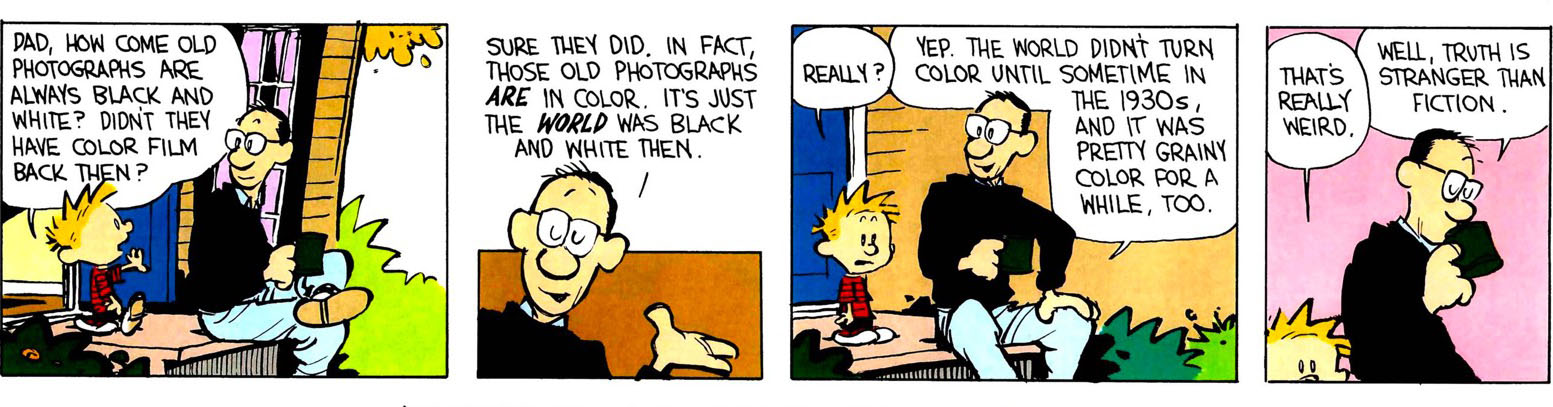 DAD, HOW COME OLD
PHOTOGRAPHS ARE
ALWAYS BLACK AND
WHITE? DIDN'T THEY
HAVE COLOR FILM
BACK THEN?
SURE THEY DID. IN FACT,
THOSE OLD PHOTOGRAPHS
ARE IN COLOR. IT'S JUST
THE WORLD WAS BLACK
AND WHITE THEN.
REALLY?
YEP. THE WORLD DIDN'T TURN
COLOR UNTIL SOMETIME IN
THE 1930s,
AND IT WAS
PRETTY GRAINY
COLOR FOR A
WHILE, TOO.
THAT'S
REALLY
WEIRD.
WELL, TRUTH IS
STRANGER THAN
FICTION.